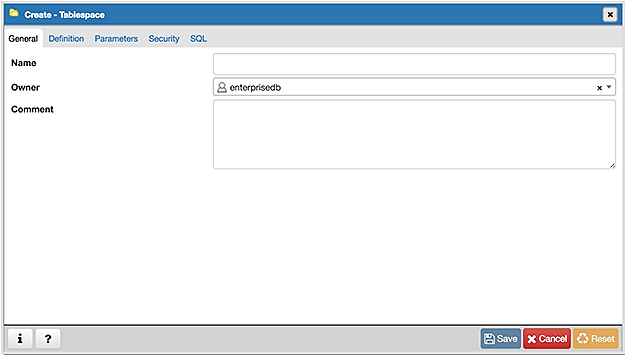 Create - Tablespace
General Definition Parameters Security SQL
Name
Owner enterprisedb
Comment
i ? Save Cancel Reset